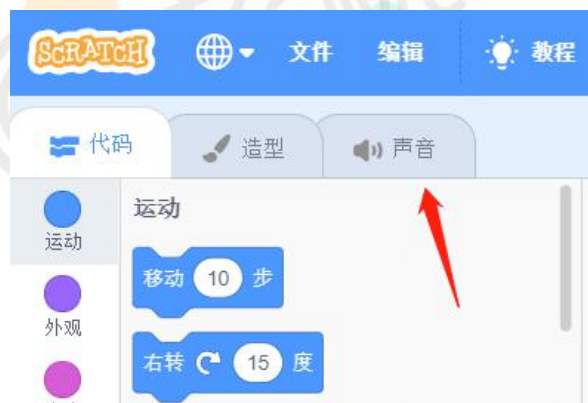 SCRATCH 文件 编辑 教程
代码 造型 声音
运动
运动
移动 10 步
外观
右转 15 度